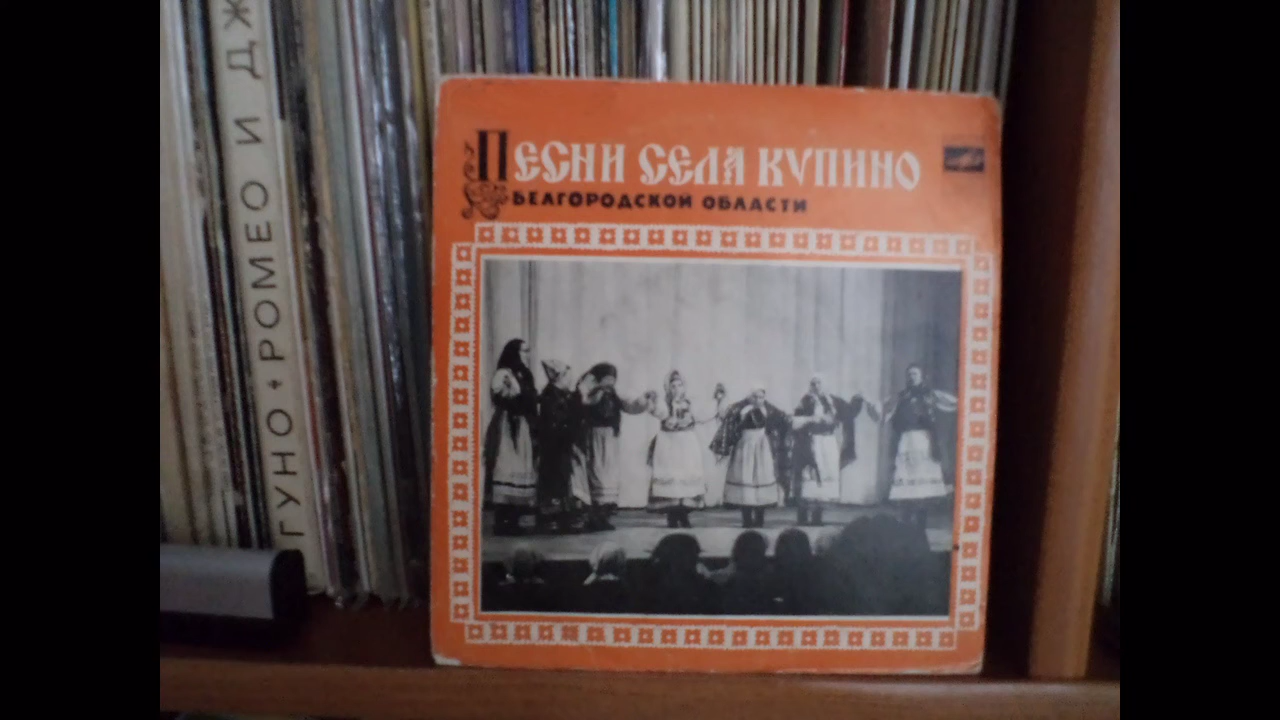 Песни села Купино
БЕЛГОРОДСКОЙ ОБЛАСТИ
ГУНО • РОМЕО И ДЖ